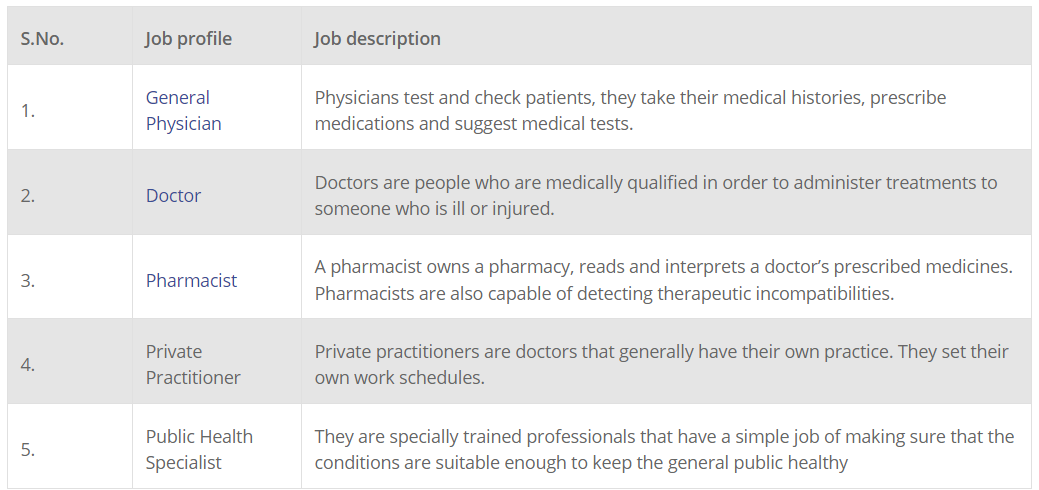 S.No. Job profile Job description
1. General Physician Physicians test and check patients, they take their medical histories, prescribe
medications and suggest medical tests.
2. Doctor Doctors are people who are medically qualified in order to administer treatments to
someone who is ill or injured.
3. Pharmacist A pharmacist owns a pharmacy, reads and interprets a doctor’s prescribed medicines.
Pharmacists are also capable of detecting therapeutic incompatibilities.
4. Private Practitioner Private practitioners are doctors that generally have their own practice. They set their
own work schedules.
5. Public Health Specialist They are specially trained professionals that have a simple job of making sure that the
conditions are suitable enough to keep the general public healthy